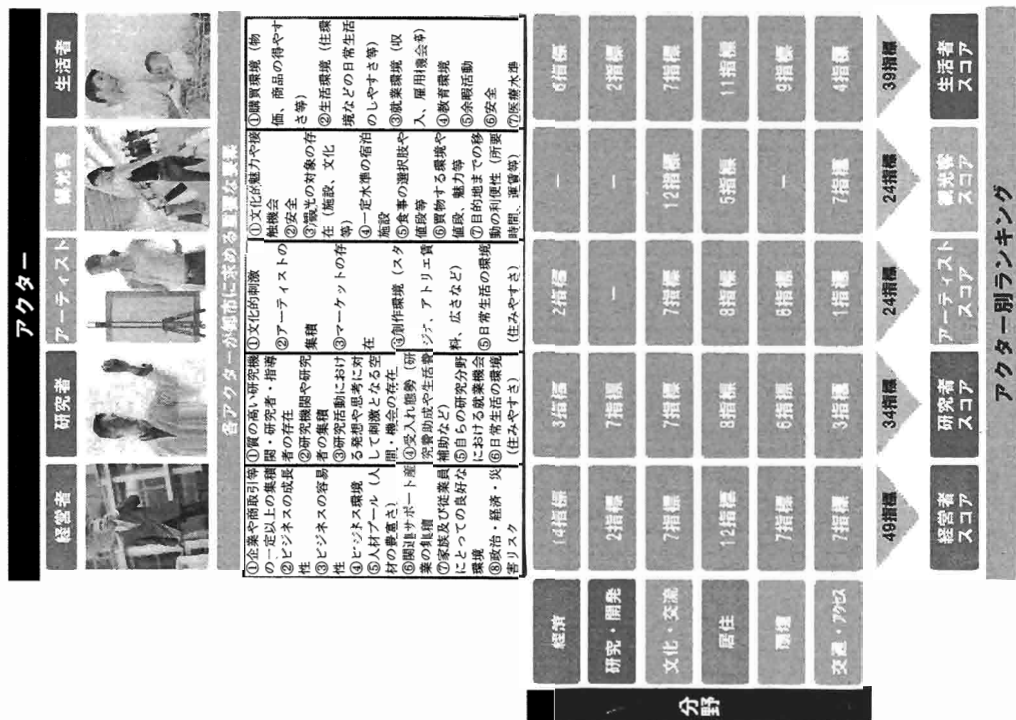 アクター
経営者
研究者
アーティスト
観光客
生活者
各アクターが都市に求める重要な要素
①企業や商取引等
の一定以上の集積
②ビジネスの成長
性
③ビジネスの容易
性
④ビジネス環境
⑤人材プール（人
材の豊富さ）
⑥関連サポート産
業の集積
⑦家族及び従業員
にとっての良好な
環境
⑧政治・経済・災
害リスク
①質の高い研究機
関・研究者・指導
者の存在
②研究機関や研究
者の集積
③研究活動におけ
る発想や思考に対
して刺激となる空
間・機会の存在
④受入れ態勢（研
究費助成や生活費
補助など）
⑤自らの研究分野
における就業機会
⑥日常生活の環境
（住みやすさ）
①文化的刺激
②アーティストの
集積
③マーケットの存
在
④創作環境（スタ
ジオ、アトリエ賃
料、広さなど）
⑤日常生活の環境
（住みやすさ）
①文化的魅力や接
触機会
②安全
③観光の対象の存
在（施設、文化
等）
④一定水準の宿泊
施設
⑤食事の選択肢や
値段等
⑥買物する環境や
値段、魅力等
⑦目的地までの移
動の利便性（所要
時間、運賃等）
①購買環境（物
価、商品の得やす
さ等）
②生活環境（住環
境などの日常生活
のしやすさ等）
③就業環境（収
入、雇用機会等）
④教育環境
⑤余暇活動
⑥安全
⑦医療水準
分野
経済
14指標
3指標
2指標
－
6指標
研究・開発
2指標
7指標
－
－
2指標
文化・交流
7指標
7指標
7指標
12指標
7指標
居住
12指標
8指標
8指標
5指標
11指標
環境
7指標
6指標
6指標
－
9指標
交通・アクセス
7指標
3指標
1指標
7指標
4指標
49指標
34指標
24指標
24指標
39指標
経営者
スコア
研究者
スコア
アーティスト
スコア
観光客
スコア
生活者
スコア
アクター別ランキング